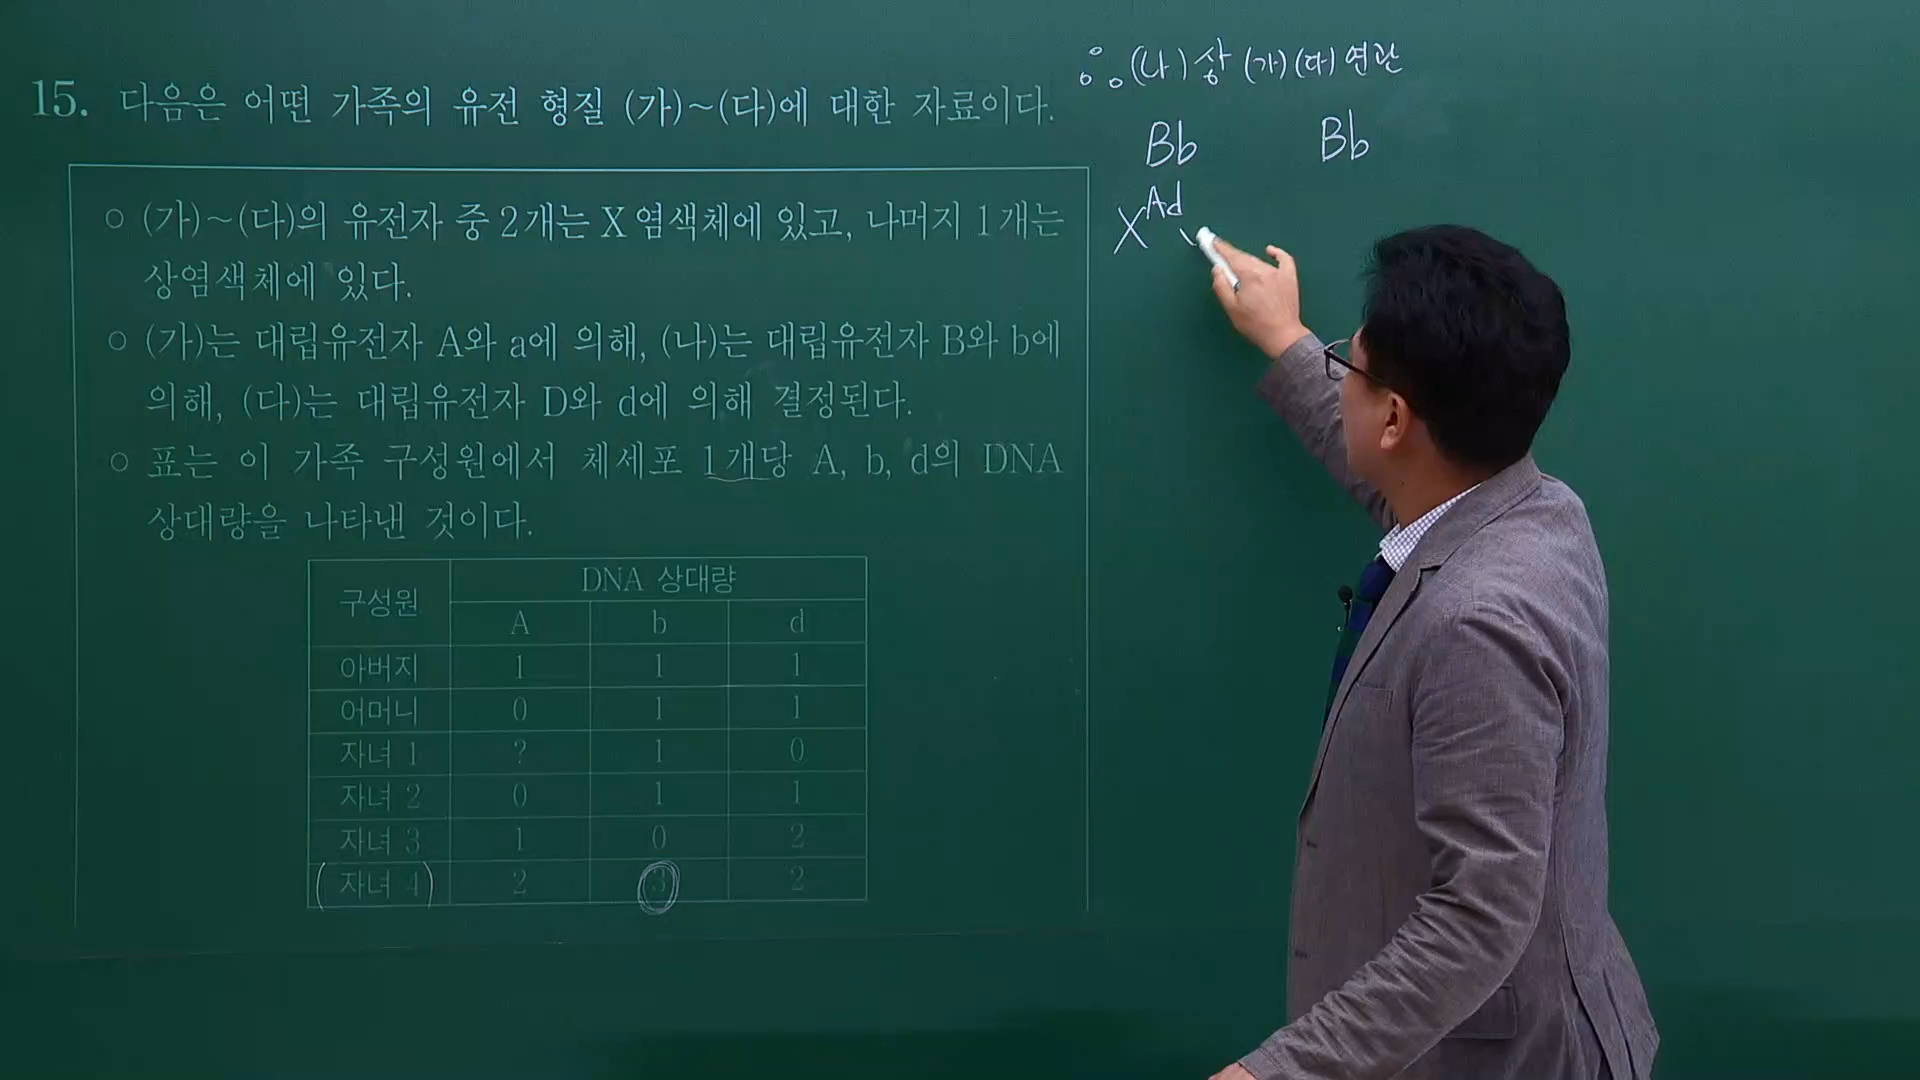 ∴ (나) 상 (가)(다) 연관
15. 다음은 어떤 가족의 유전 형질 (가)~(다)에 대한 자료이다.
Bb Bb
○ (가)~(다)의 유전자 중 2개는 X 염색체에 있고, 나머지 1개는
X^Ad
상염색체에 있다.
○ (가)는 대립유전자 A와 a에 의해, (나)는 대립유전자 B와 b에
의해, (다)는 대립유전자 D와 d에 의해 결정된다.
○ 표는 이 가족 구성원에서 체세포 1개당 A, b, d의 DNA
상대량을 나타낸 것이다.
구성원 DNA 상대량
A b d
아버지 1 1 1
어머니 0 1 1
자녀 1 ? 1 0
자녀 2 0 1 1
자녀 3 1 0 2
(자녀 4) 2 3 2